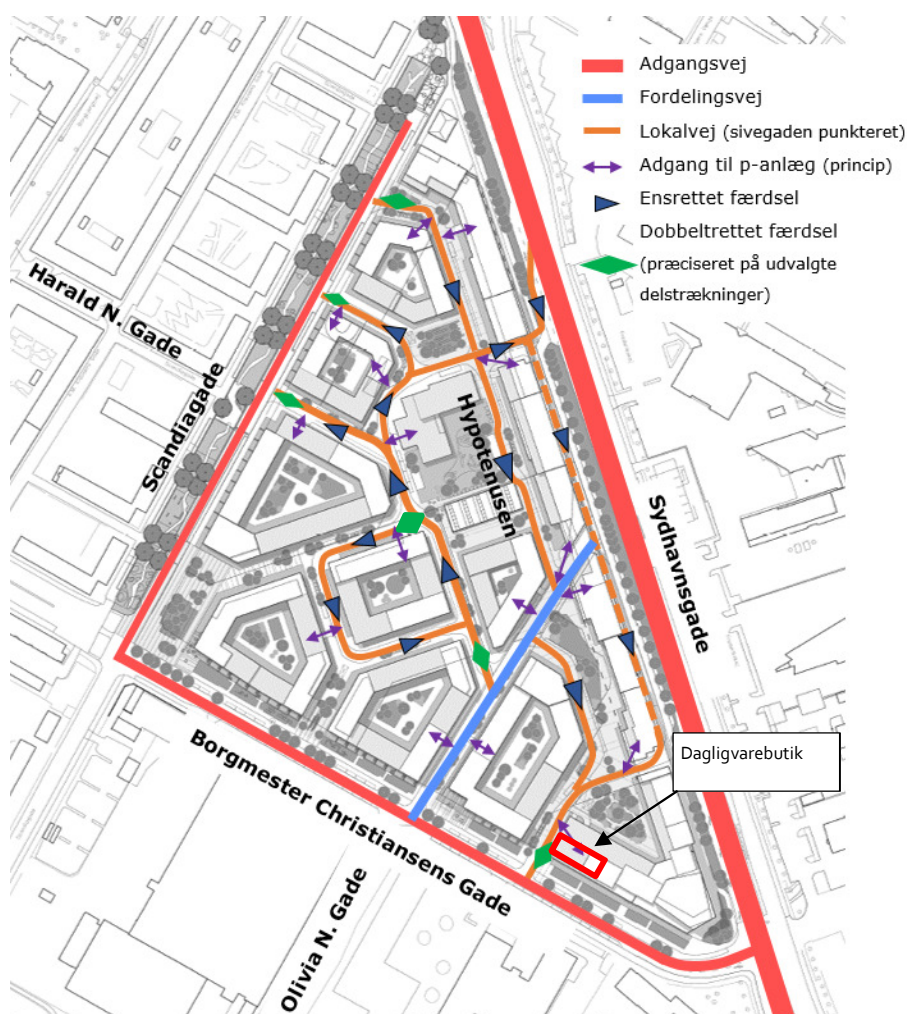 Adgangsvej
Fordelingsvej
Lokalvej (sivegaden punkteret)
Adgang til p-anlæg (princip)
Ensrettet færdsel
Dobbeltrettet færdsel
(præciseret på udvalgte
delstrækninger)
Harald N. Gade
Scandiagade
Hypotenusen
Sydhavnsgade
Dagligvarebutik
Borgmester Christiansens Gade
Olivia N. Gade